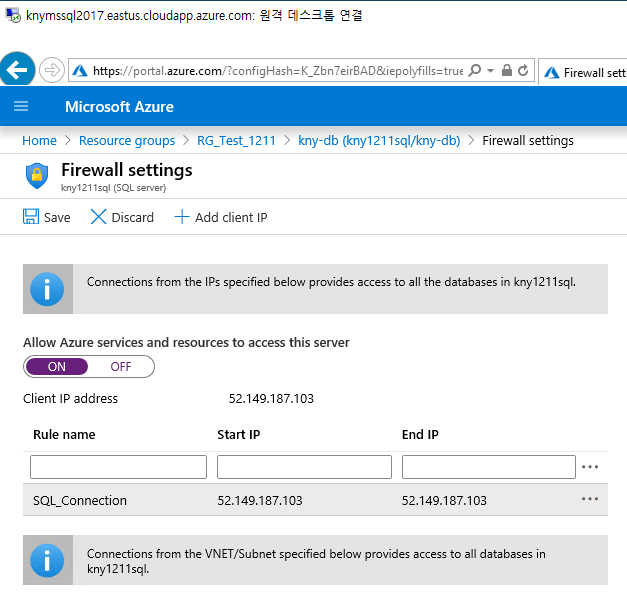 knymssql2017.eastus.cloudapp.azure.com: 원격 데스크톱 연결
https://portal.azure.com/?configHash=K_Zbn7eirBAD&iepolyfills=true
Firewall sett
Microsoft Azure
Home > Resource groups > RG_Test_1211 > kny-db (kny1211sql/kny-db) > Firewall settings
Firewall settings
kny1211sql (SQL server)
Save Discard Add client IP
Connections from the IPs specified below provides access to all the databases in kny1211sql.
Allow Azure services and resources to access this server
ON OFF
Client IP address 52.149.187.103
Rule name Start IP End IP
SQL_Connection 52.149.187.103 52.149.187.103
Connections from the VNET/Subnet specified below provides access to all databases in
kny1211sql.